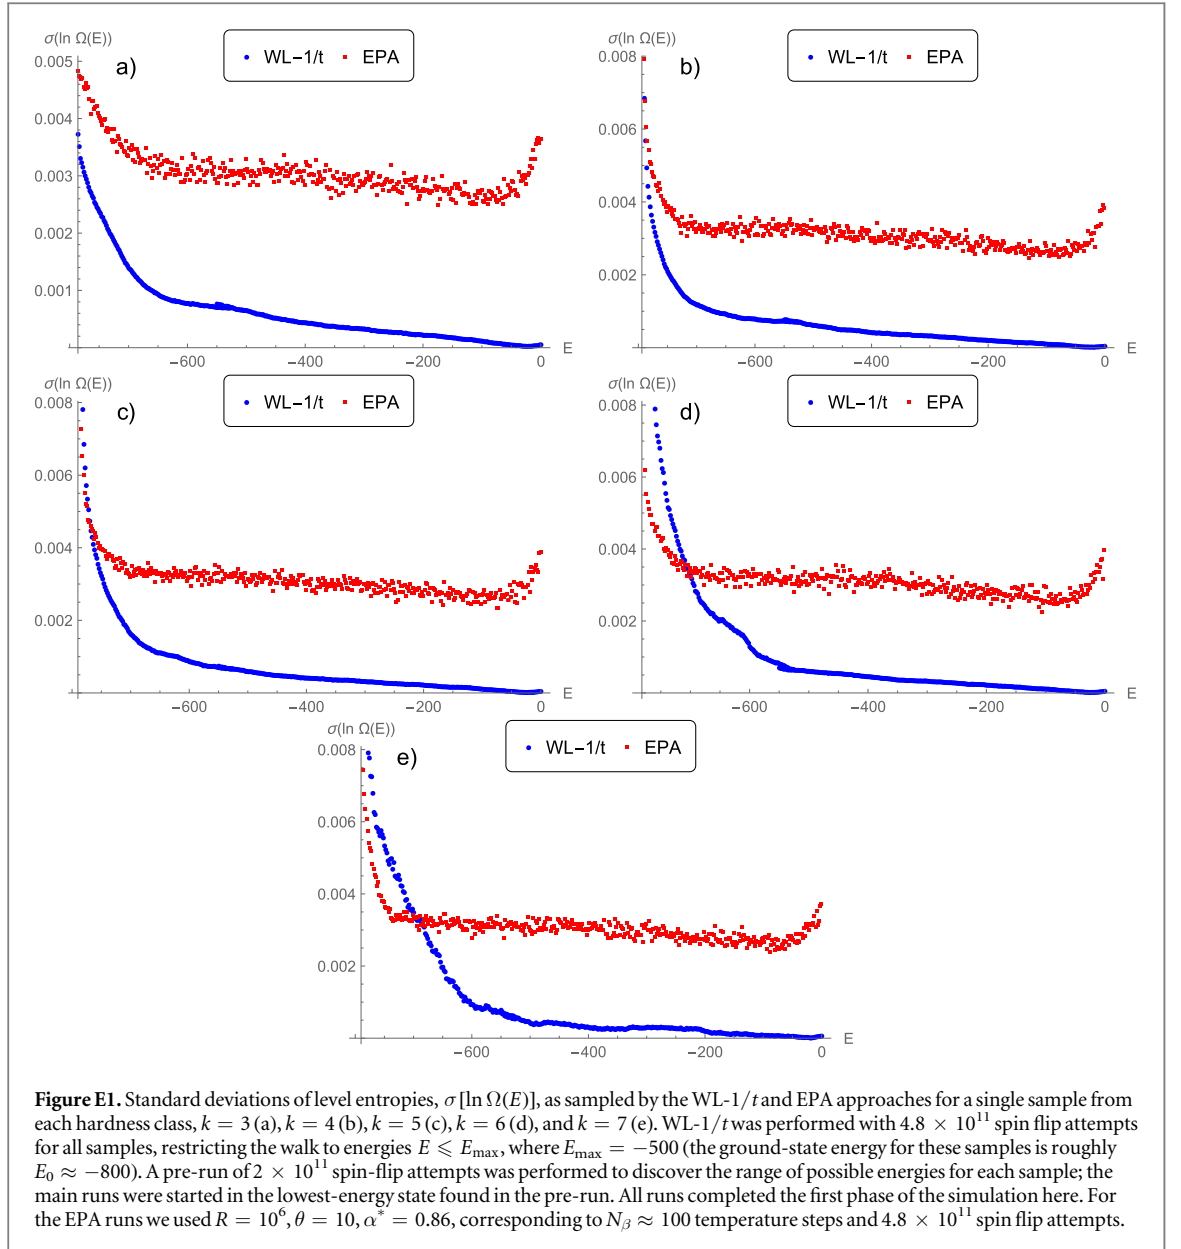 σ(ln Ω(E))
WL−1/t EPA
a)
0.005
0.004
0.003
0.002
0.001
−600 −400 −200 0 E
σ(ln Ω(E))
WL−1/t EPA
b)
0.008
0.006
0.004
0.002
−600 −400 −200 0 E
σ(ln Ω(E))
WL−1/t EPA
c)
0.008
0.006
0.004
0.002
−600 −400 −200 0 E
σ(ln Ω(E))
WL−1/t EPA
d)
0.008
0.006
0.004
0.002
−600 −400 −200 0 E
σ(ln Ω(E))
WL−1/t EPA
e)
0.008
0.006
0.004
0.002
−600 −400 −200 0 E
Figure E1. Standard deviations of level entropies, σ[ln Ω(E)], as sampled by the WL-1/t and EPA approaches for a single sample from
each hardness class, k = 3 (a), k = 4 (b), k = 5 (c), k = 6 (d), and k = 7 (e). WL-1/t was performed with 4.8 × 10¹¹ spin flip attempts
for all samples, restricting the walk to energies E ⩽ Emax, where Emax = −500 (the ground-state energy for these samples is roughly
E₀ ≈ −800). A pre-run of 2 × 10¹¹ spin-flip attempts was performed to discover the range of possible energies for each sample; the
main runs were started in the lowest-energy state found in the pre-run. All runs completed the first phase of the simulation here. For
the EPA runs we used R = 10⁶, θ = 10, α* = 0.86, corresponding to Nβ ≈ 100 temperature steps and 4.8 × 10¹¹ spin flip attempts.